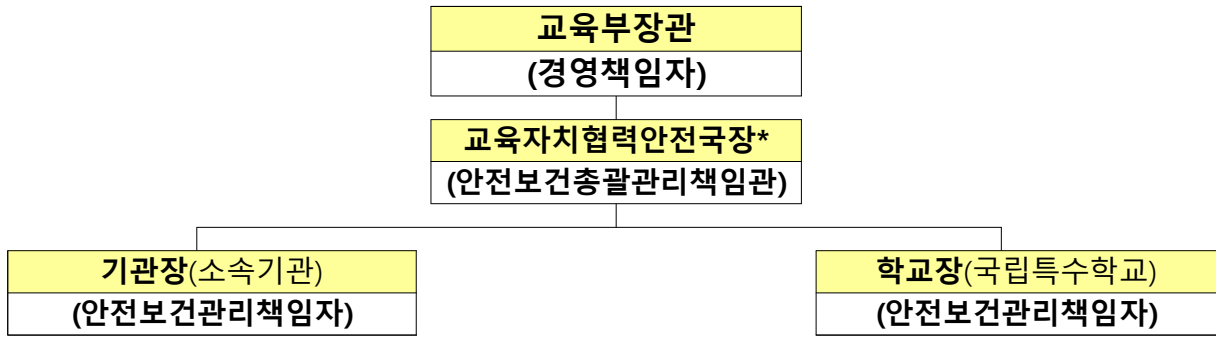 교육부장관
(경영책임자)
교육자치협력안전국장*
(안전보건총괄관리책임관)
기관장(소속기관)
(안전보건관리책임자)
학교장(국립특수학교)
(안전보건관리책임자)